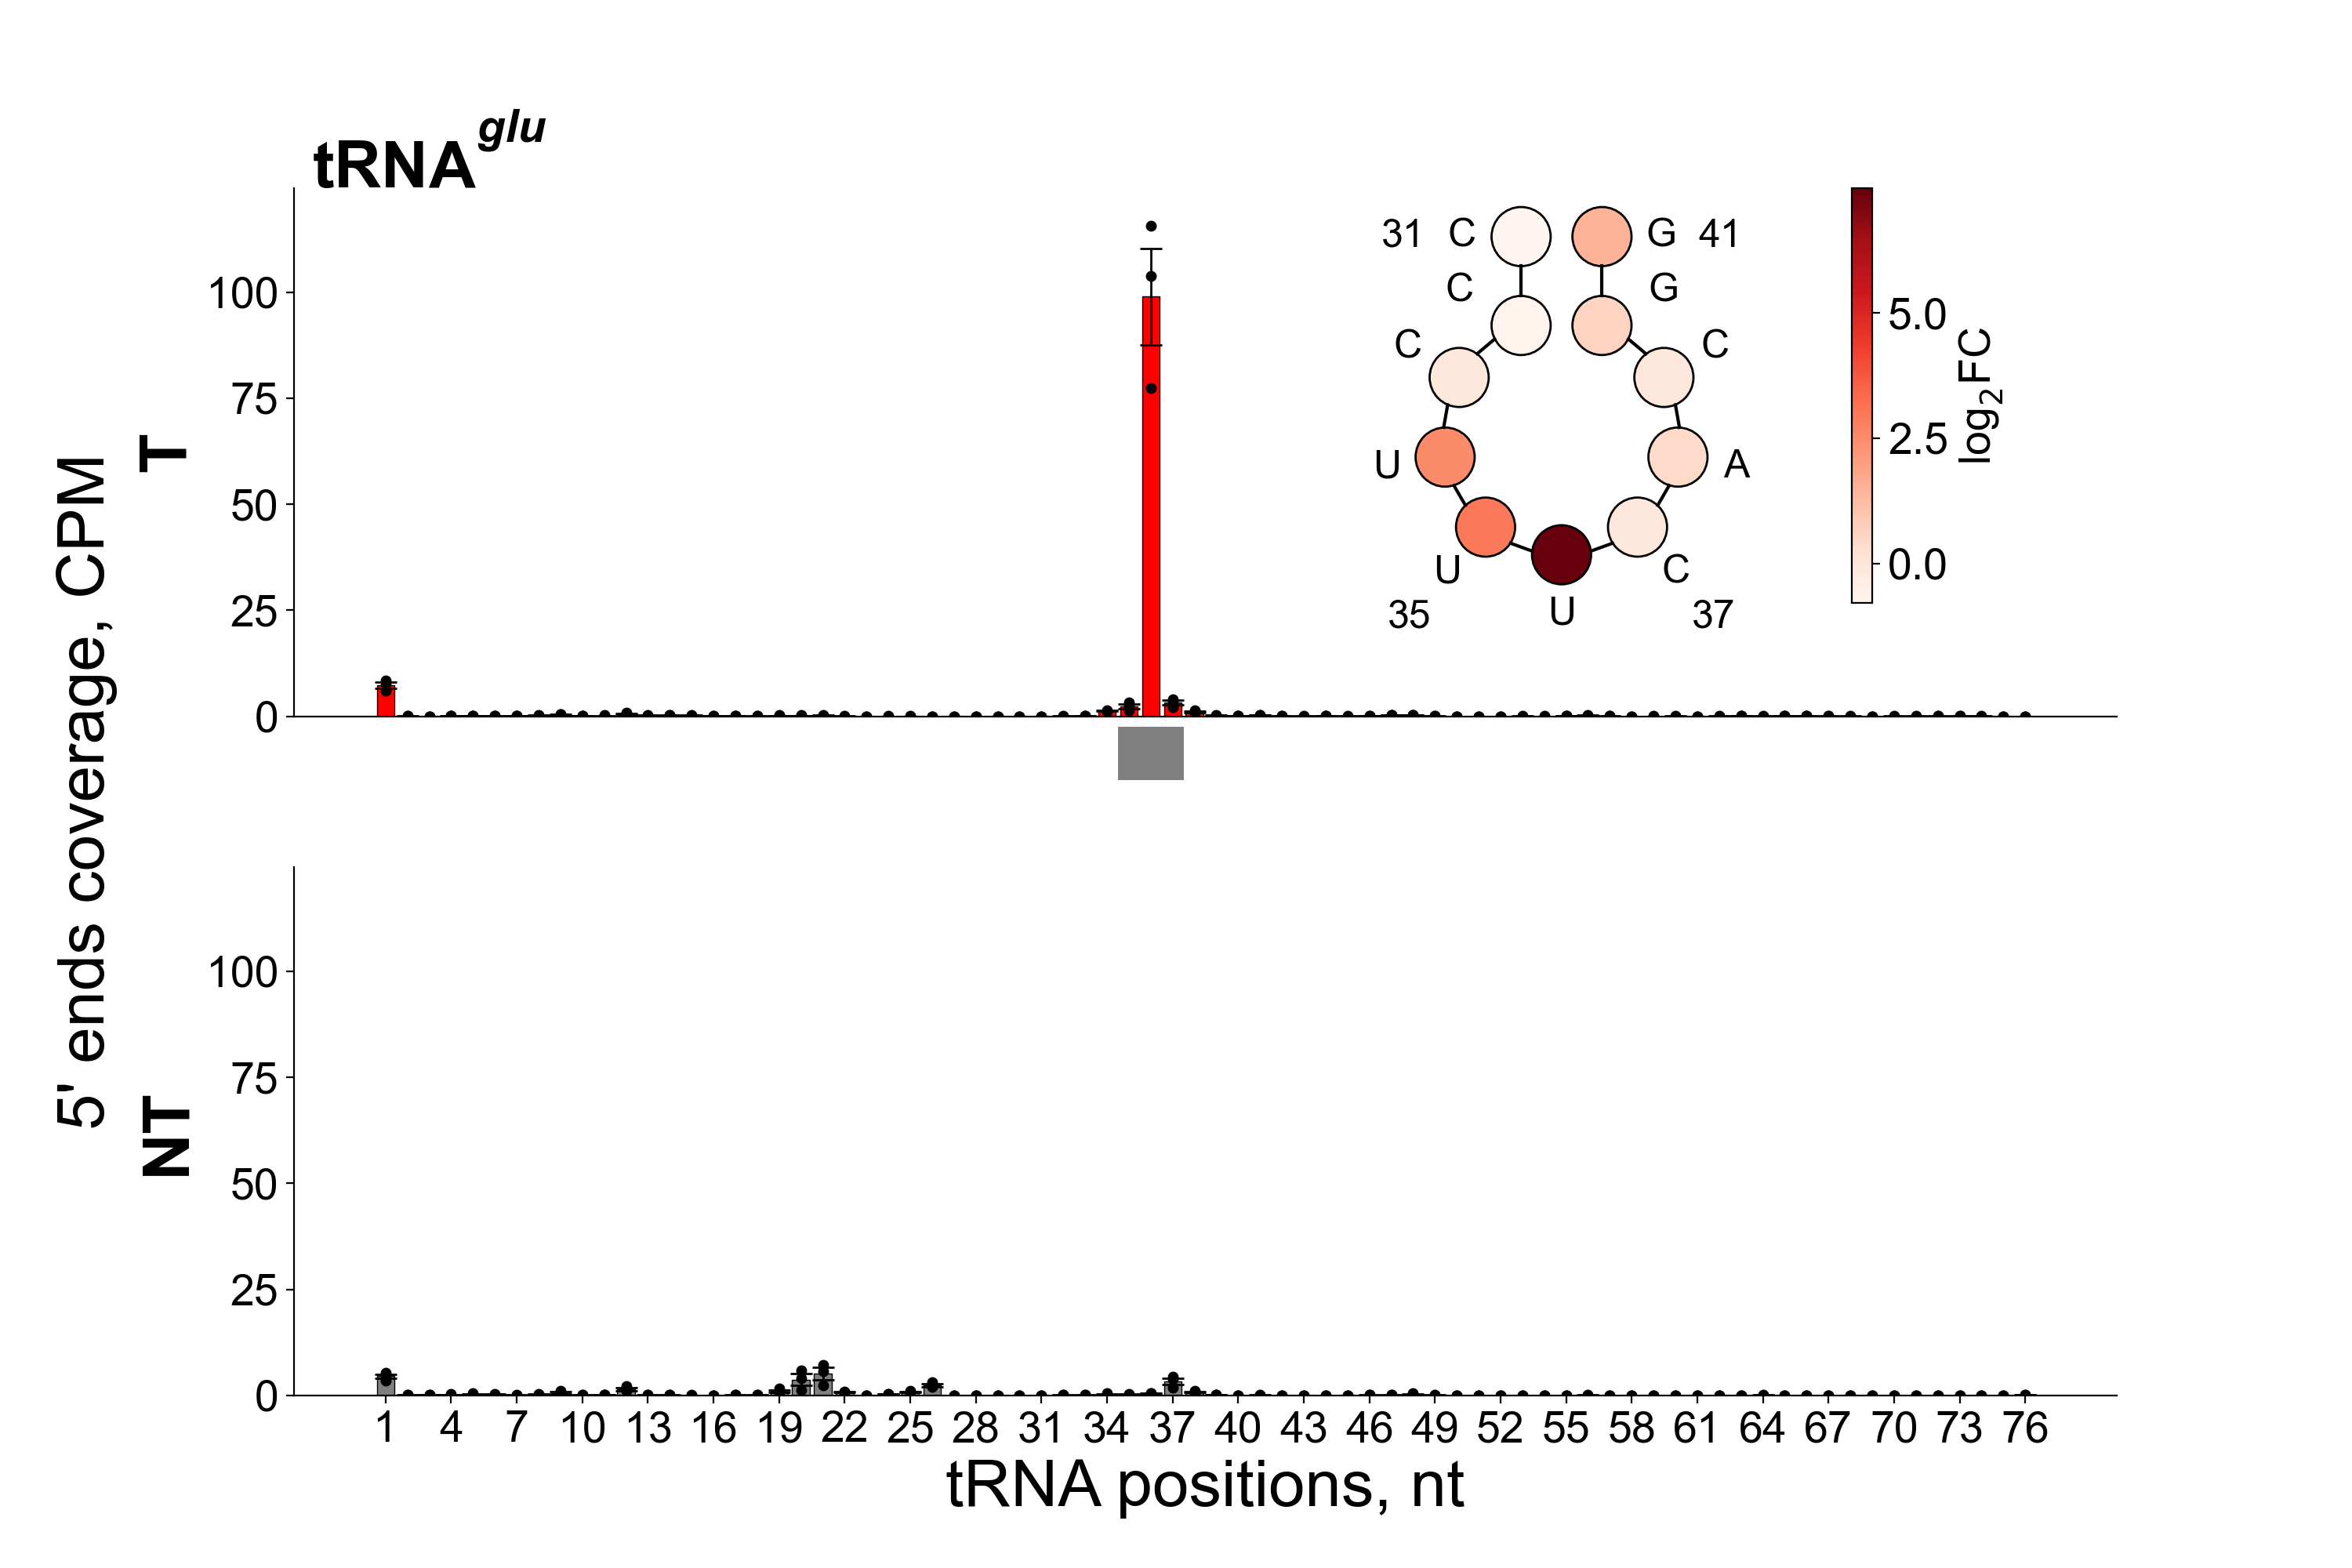 tRNA^glu
5' ends coverage, CPM
T
100
75
50
25
0
31 C G 41
C G
C C
U A
U C
35 U 37
5.0
2.5
0.0
log₂FC
NT
100
75
50
25
0
1 4 7 10 13 16 19 22 25 28 31 34 37 40 43 46 49 52 55 58 61 64 67 70 73 76
tRNA positions, nt